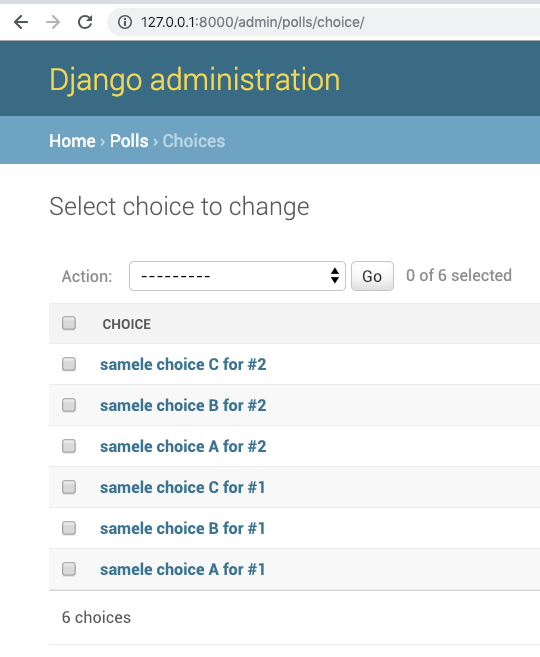 127.0.0.1:8000/admin/polls/choice/
Django administration
Home › Polls › Choices
Select choice to change
Action: --------- Go 0 of 6 selected
CHOICE
samele choice C for #2
samele choice B for #2
samele choice A for #2
samele choice C for #1
samele choice B for #1
samele choice A for #1
6 choices